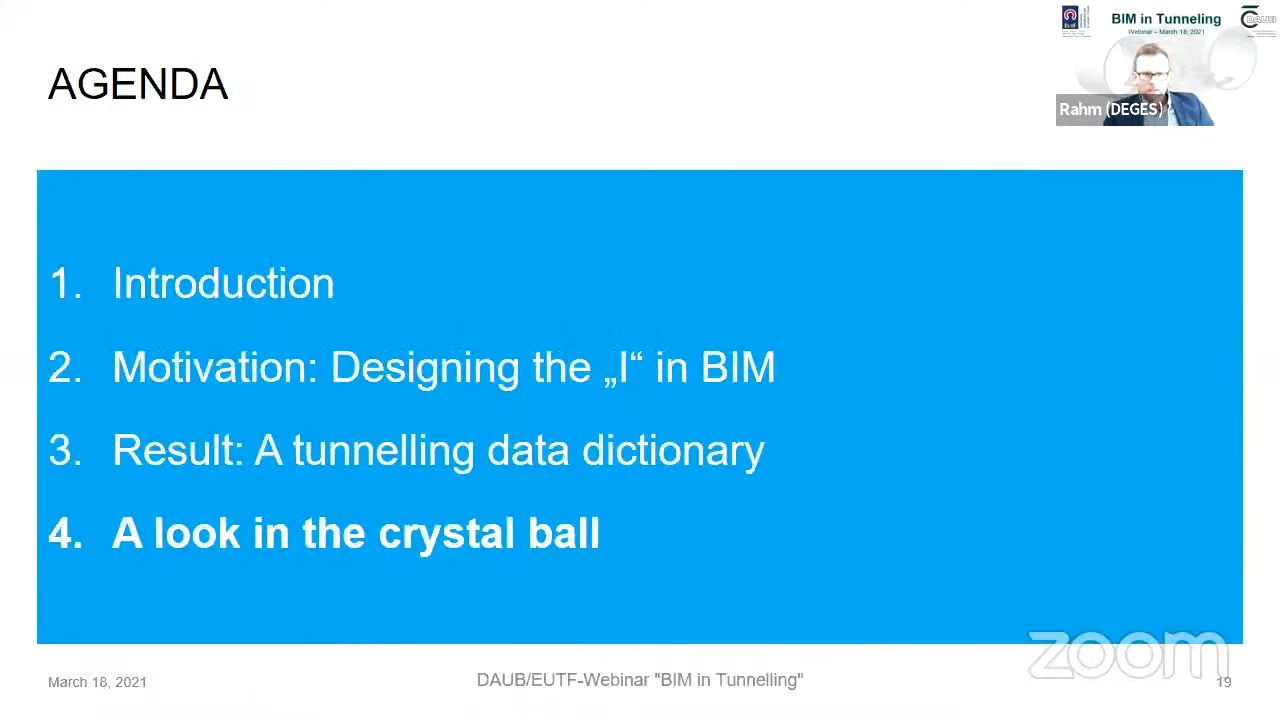 BIM in Tunneling
Webinar – March 18, 2021
DAUB
AGENDA
Rahm (DEGES)
1. Introduction
2. Motivation: Designing the „I“ in BIM
3. Result: A tunnelling data dictionary
4. A look in the crystal ball
zoom
March 18, 2021
DAUB/EUTF-Webinar "BIM in Tunnelling"
19